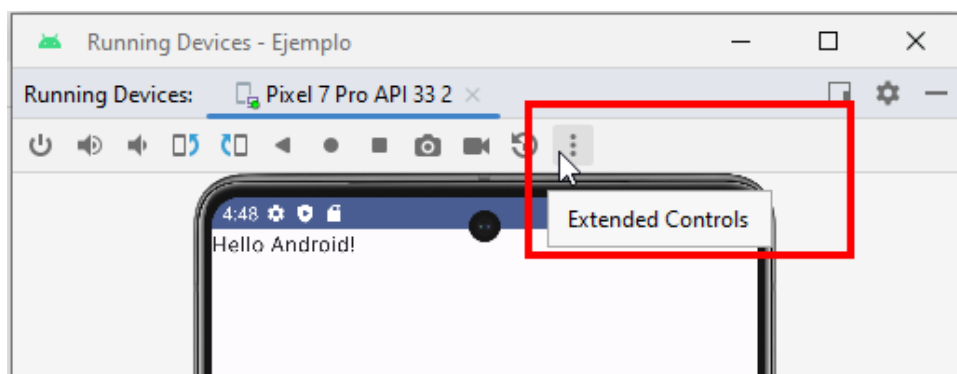 Running Devices - Ejemplo
Running Devices: Pixel 7 Pro API 33 2
4:48
Extended Controls
Hello Android!